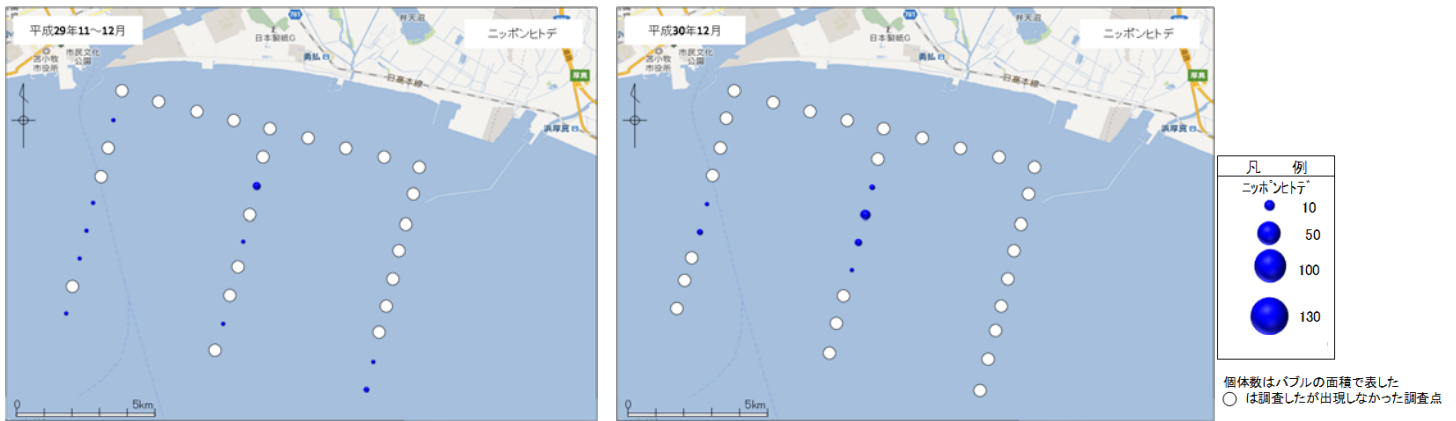 平成29年11～12月
ニッポンヒトデ
弁天沼
日本製紙G
勇払
市民文化
公園
苫小牧
市役所
日高本線
厚真
浜厚真
0
5km
平成30年12月
ニッポンヒトデ
弁天沼
日本製紙G
勇払
市民文化
公園
苫小牧
市役所
日高本線
厚真
浜厚真
0
5km
凡 例
ニッポンヒトデ
10
50
100
130
個体数はバブルの面積で表した
○ は調査したが出現しなかった調査点